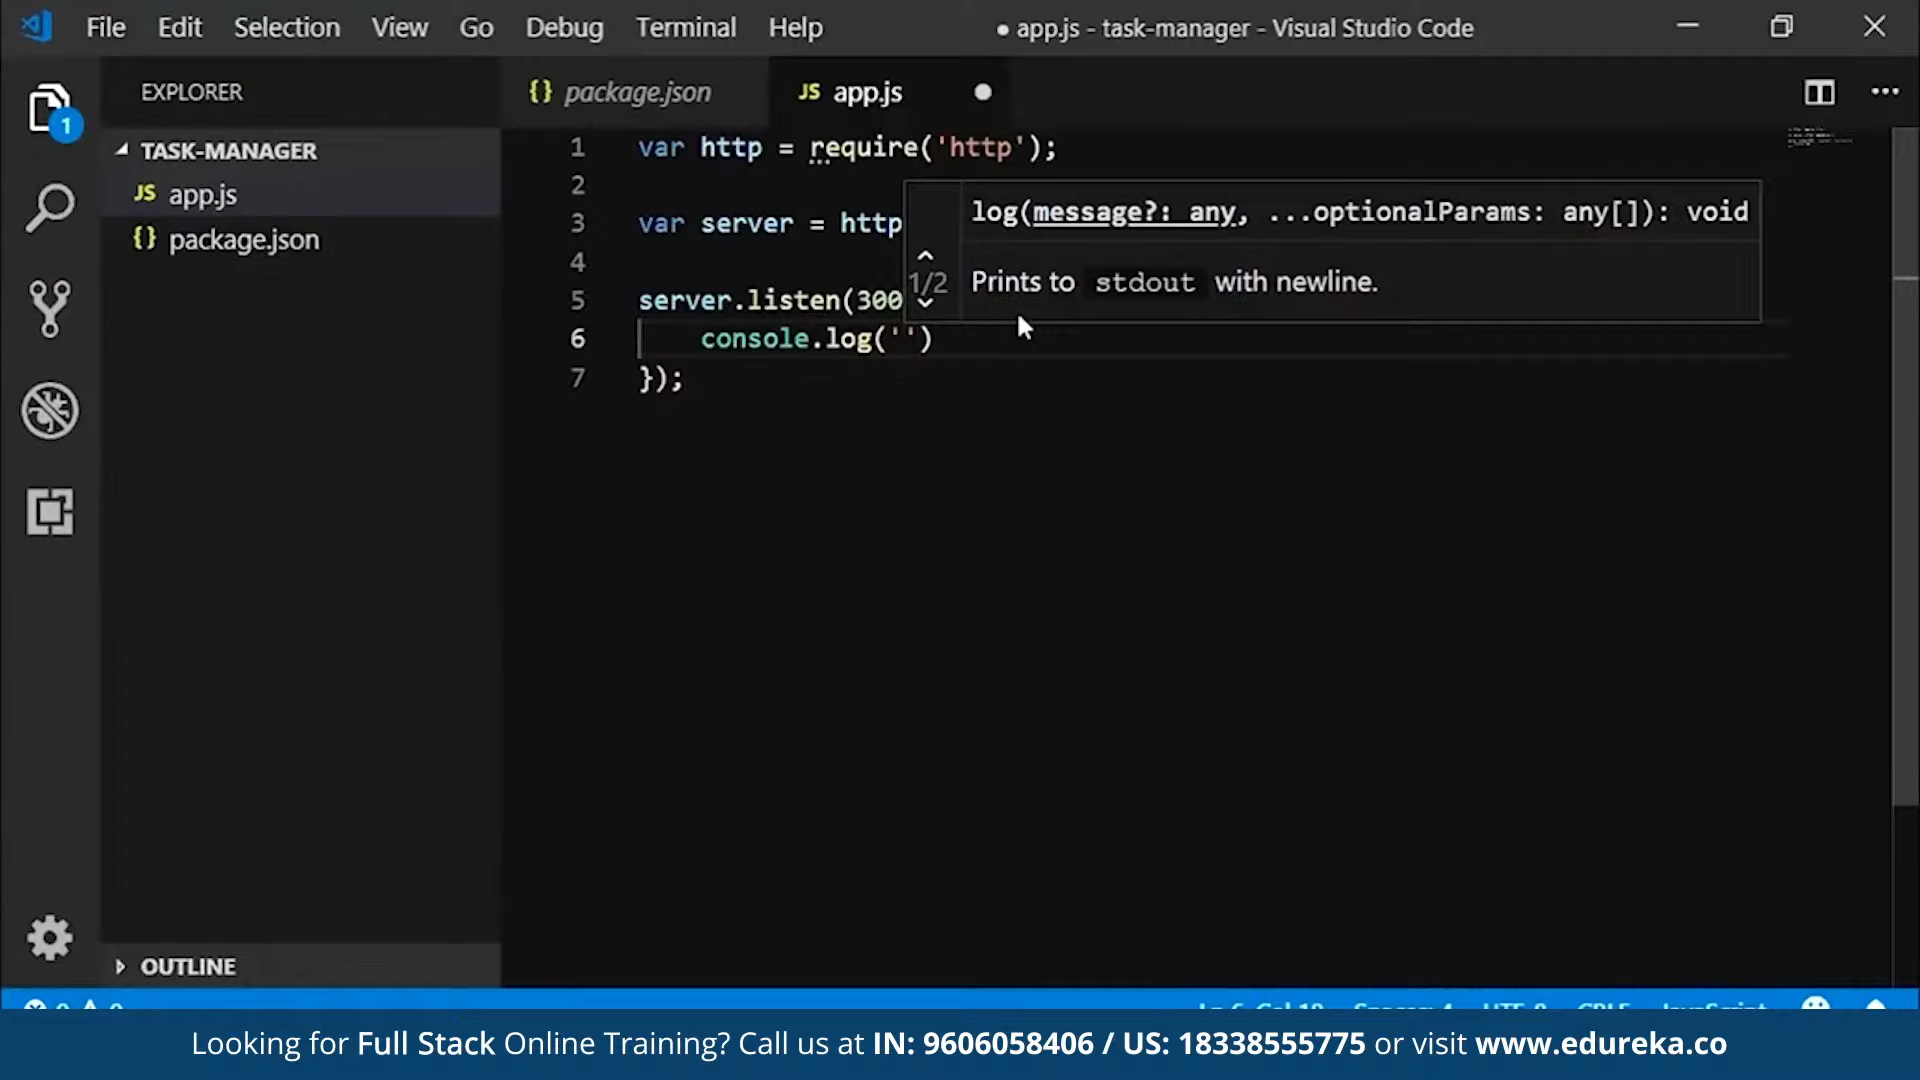 File Edit Selection View Go Debug Terminal Help
● app.js - task-manager - Visual Studio Code
EXPLORER
{} package.json
JS app.js ●
1
TASK-MANAGER
JS app.js
{} package.json
1 var http = require('http');
2
3 var server = http
4
5 server.listen(300
6 console.log('')
7 });
log(message?: any, ...optionalParams: any[]): void
1/2
Prints to stdout with newline.
OUTLINE
Looking for Full Stack Online Training? Call us at IN: 9606058406 / US: 18338555775 or visit www.edureka.co